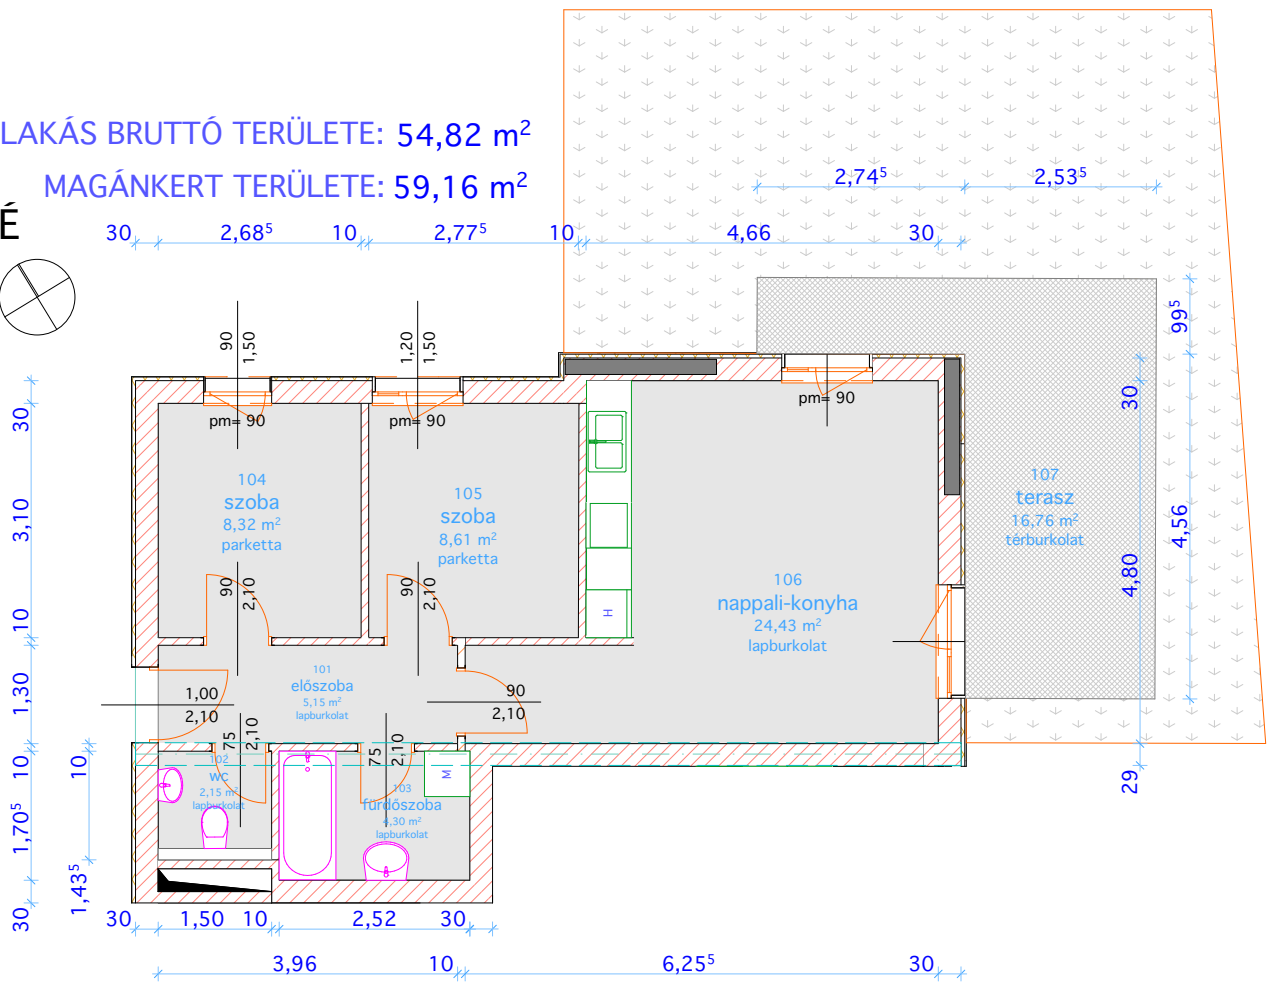 LAKÁS BRUTTÓ TERÜLETE: 54,82 m²
MAGÁNKERT TERÜLETE: 59,16 m²
É
2,74⁵ 2,53⁵
30 2,68⁵ 10 2,77⁵ 10 4,66 30
99⁵
90
1,50
1,20
1,50
pm= 90
pm= 90
pm= 90
30
3,10
10
1,30
10
1,70⁵
30
10
1,43⁵
30
4,80
29
4,56
104
szoba
8,32 m²
parketta
105
szoba
8,61 m²
parketta
107
terasz
16,76 m²
térburkolat
106
nappali-konyha
24,43 m²
lapburkolat
H
90
2,10
90
2,10
101
előszoba
5,15 m²
lapburkolat
1,00
2,10
90
2,10
75
2,10
75
2,10
102
WC
2,15 m²
lapburkolat
103
fürdőszoba
4,30 m²
lapburkolat
M
30 1,50 10 2,52 30
3,96 10 6,25⁵ 30